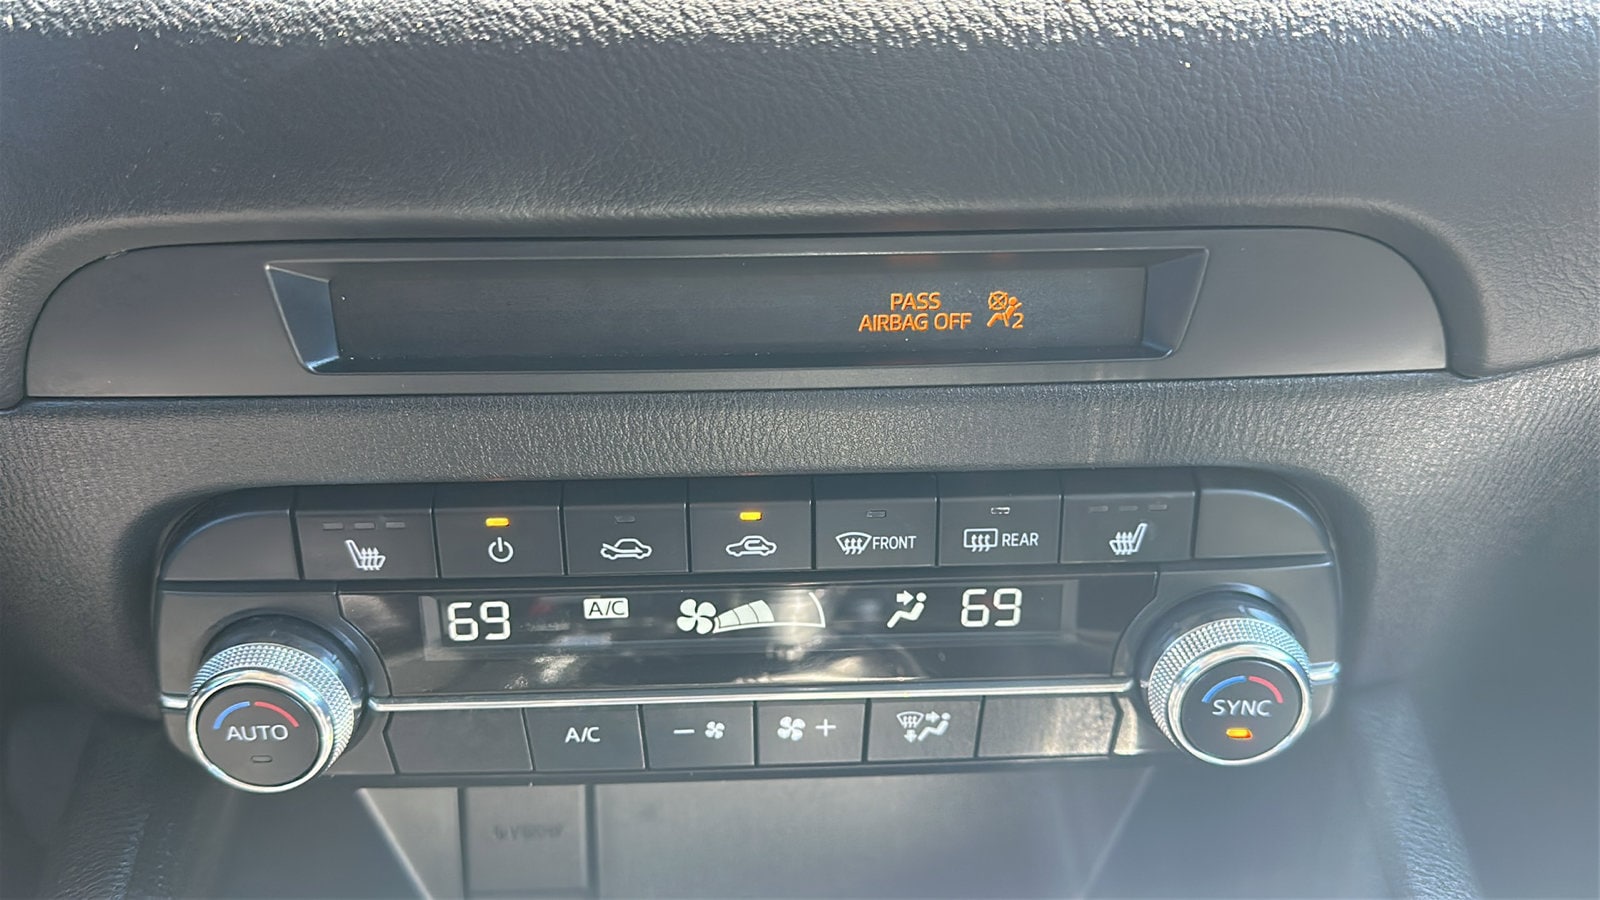 PASS
AIRBAG OFF 2
FRONT
REAR
69 A/C 69
AUTO
A/C
- +
SYNC